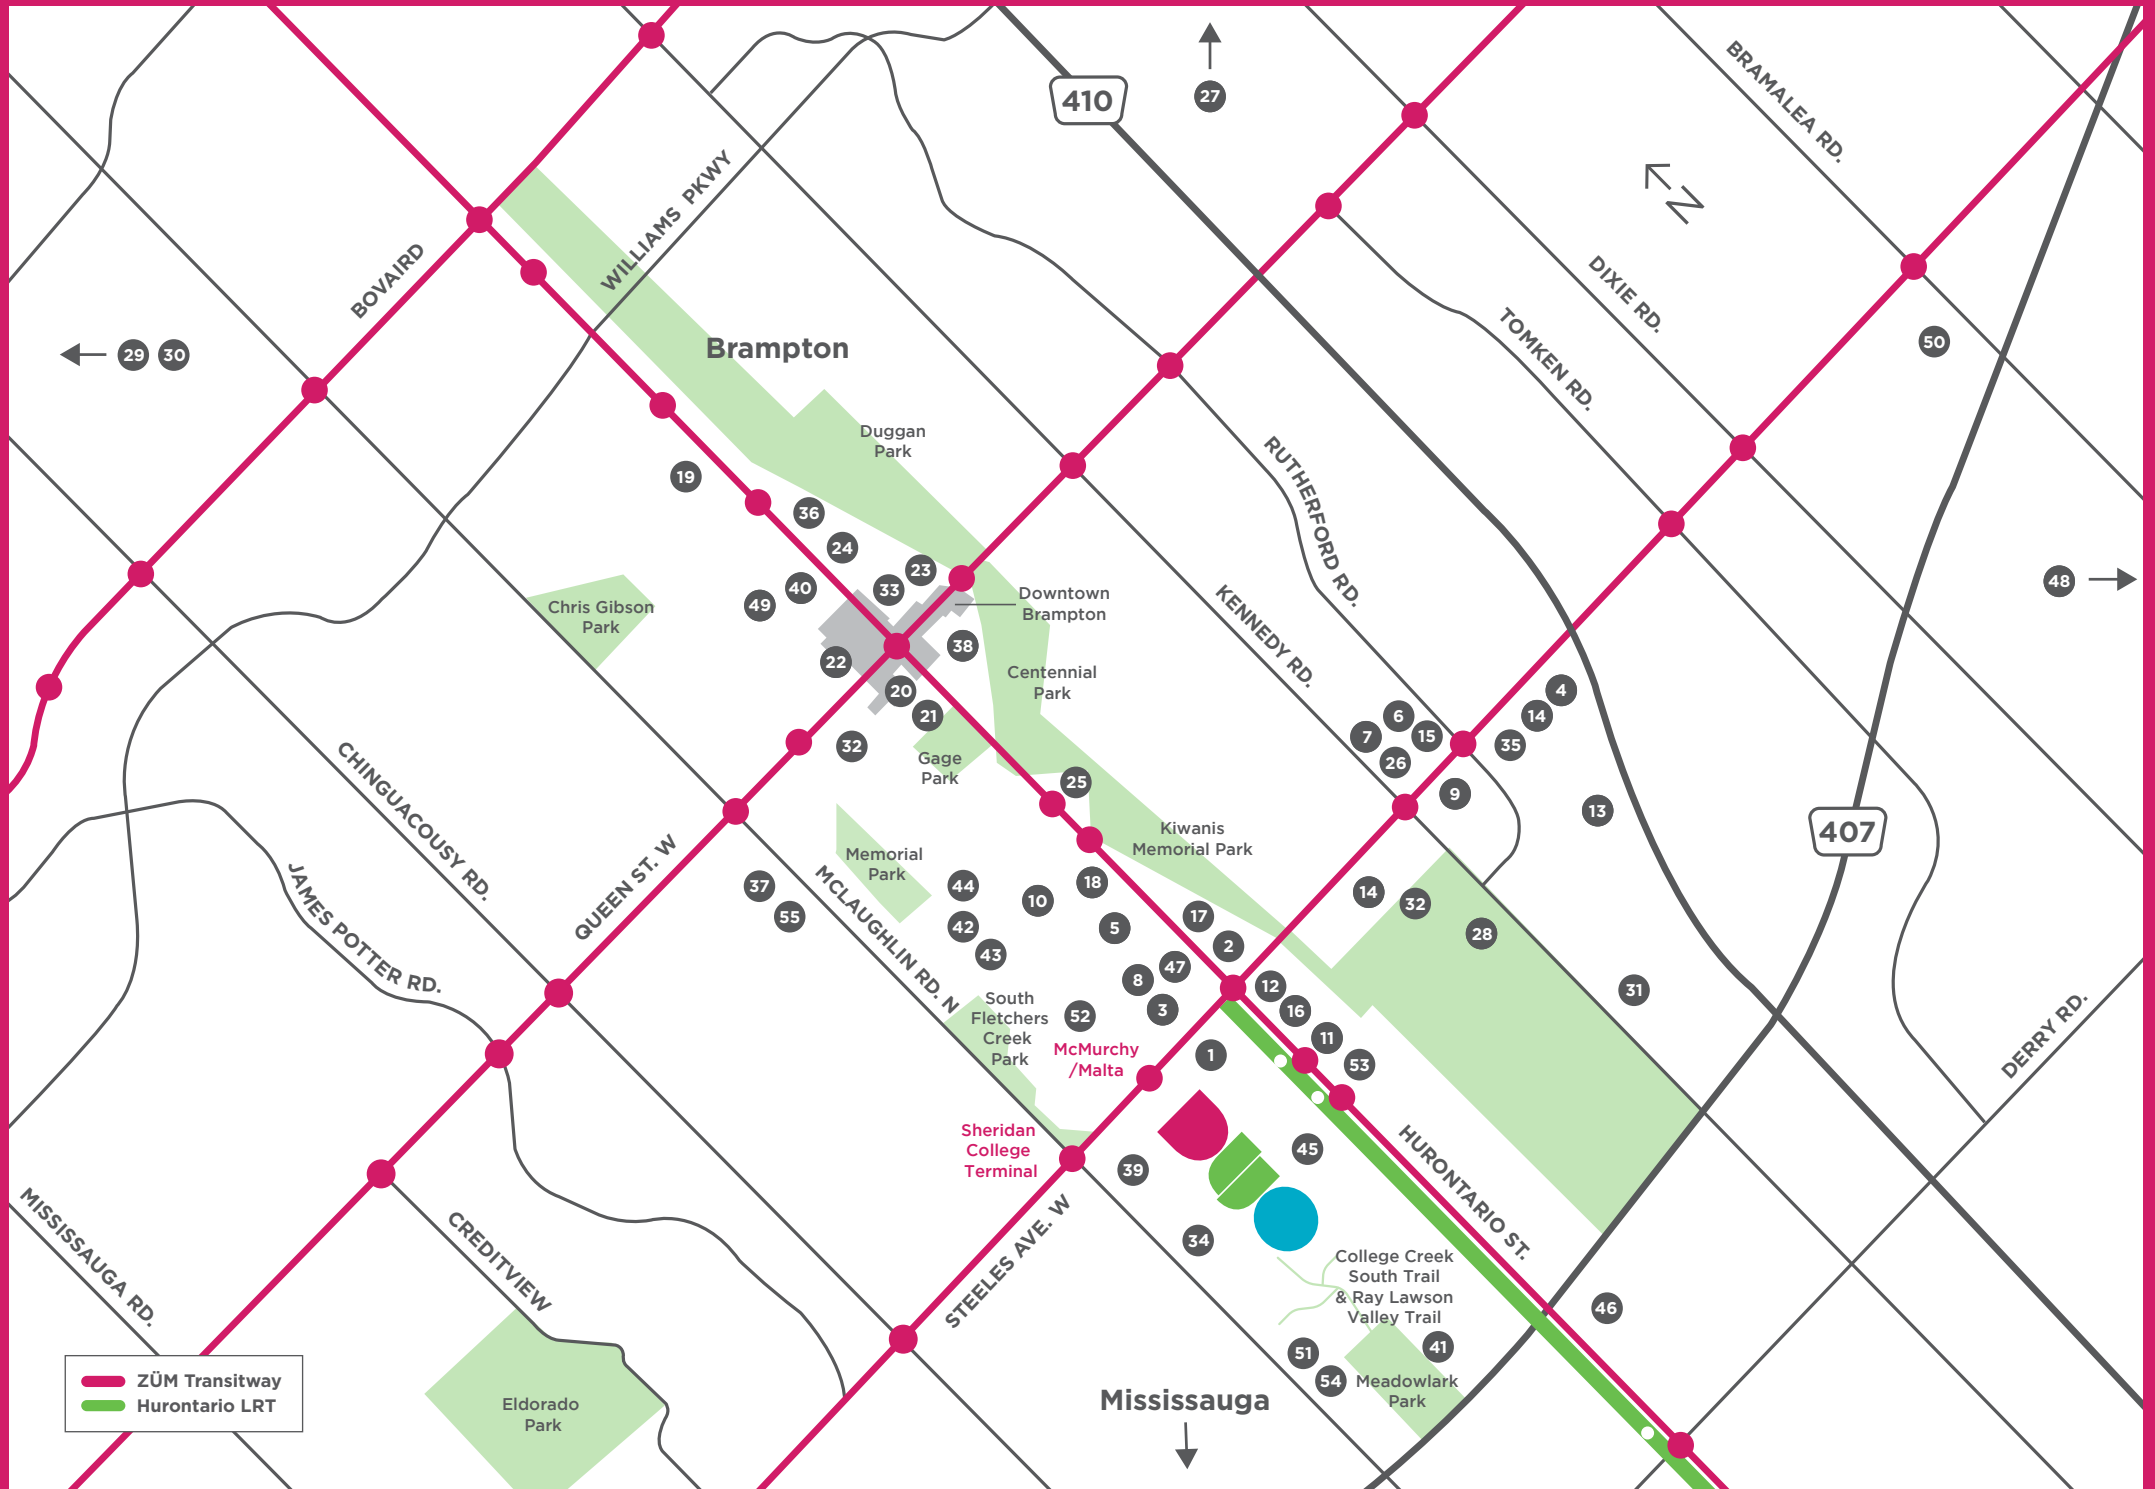 410
27
BRAMALEA RD.
N
WILLIAMS PKWY
BOVAIRD
DIXIE RD.
TOMKEN RD.
29 30
Brampton
50
Duggan
Park
19
36
24
23
33
40
49
RUTHERFORD RD.
KENNEDY RD.
48
Chris Gibson
Park
Downtown
Brampton
38
22
20
21
32
Centennial
Park
Gage
Park
4
14
35
6
7
15
26
9
13
407
25
CHINGUACOUSY RD.
JAMES POTTER RD.
QUEEN ST. W
MCLAUGHLIN RD. N
Memorial
Park
Kiwanis
Memorial Park
37
55
44
42
43
10
18
5
17
2
47
8
3
52
14
32
28
31
12
16
11
53
1
South
Fletchers
Creek
Park
McMurchy
/Malta
Sheridan
College
Terminal
DERRY RD.
HURONTARIO ST.
45
39
34
STEELES AVE. W
MISSISSAUGA RD.
CREDITVIEW
College Creek
South Trail
& Ray Lawson
Valley Trail
46
41
51
54
Meadowlark
Park
Mississauga
Eldorado
Park
ZÜM Transitway
Hurontario LRT